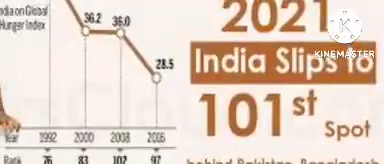 ndia on Global
Hunger Index
36.2 36.0
28.5
2021
KINEMASTER
India Slips to
101st
Spot
Year 1992 2000 2008 2016
Rank 76 83 102 97
behind Pakistan, Bangladesh